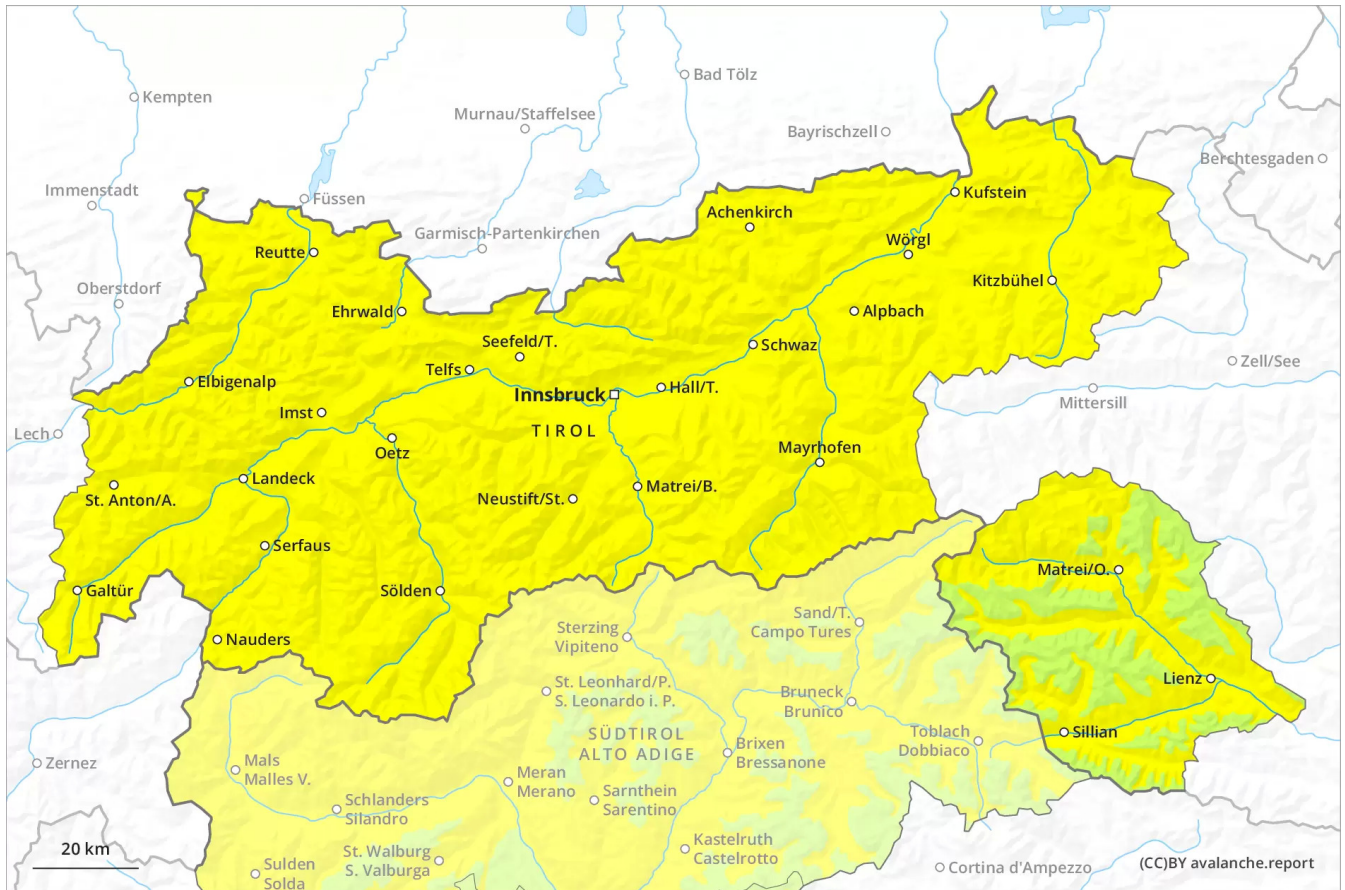 Kempten
Bad Tölz
Murnau/Staffelsee
Bayrischzell
Berchtesgaden
Immenstadt
Füssen
Kufstein
Achenkirch
Garmisch-Partenkirchen
Wörgl
Reutte
Oberstdorf
Kitzbühel
Ehrwald
Alpbach
Seefeld/T.
Schwaz
Zell/See
Telfs
Elbigenalp
Innsbruck
Hall/T.
Mittersill
Imst
TIROL
Lech
Oetz
Mayrhofen
Landeck
St. Anton/A.
Neustift/St.
Matrei/B.
Serfaus
Matrei/O.
Galtür
Sölden
Sand/T.
Campo Tures
Sterzing
Vipiteno
Nauders
Lienz
St. Leonhard/P.
S. Leonardo i. P.
Bruneck
Brunico
SÜDTIROL
ALTO ADIGE
Toblach
Dobbiaco
Sillian
Brixen
Bressanone
Zernez
Mals
Malles V.
Meran
Merano
Sarnthein
Sarentino
Schlanders
Silandro
20 km
St. Walburg
S. Valburga
Kastelruth
Castelrotto
Sulden
Solda
Cortina d'Ampezzo
(CC)BY avalanche.report